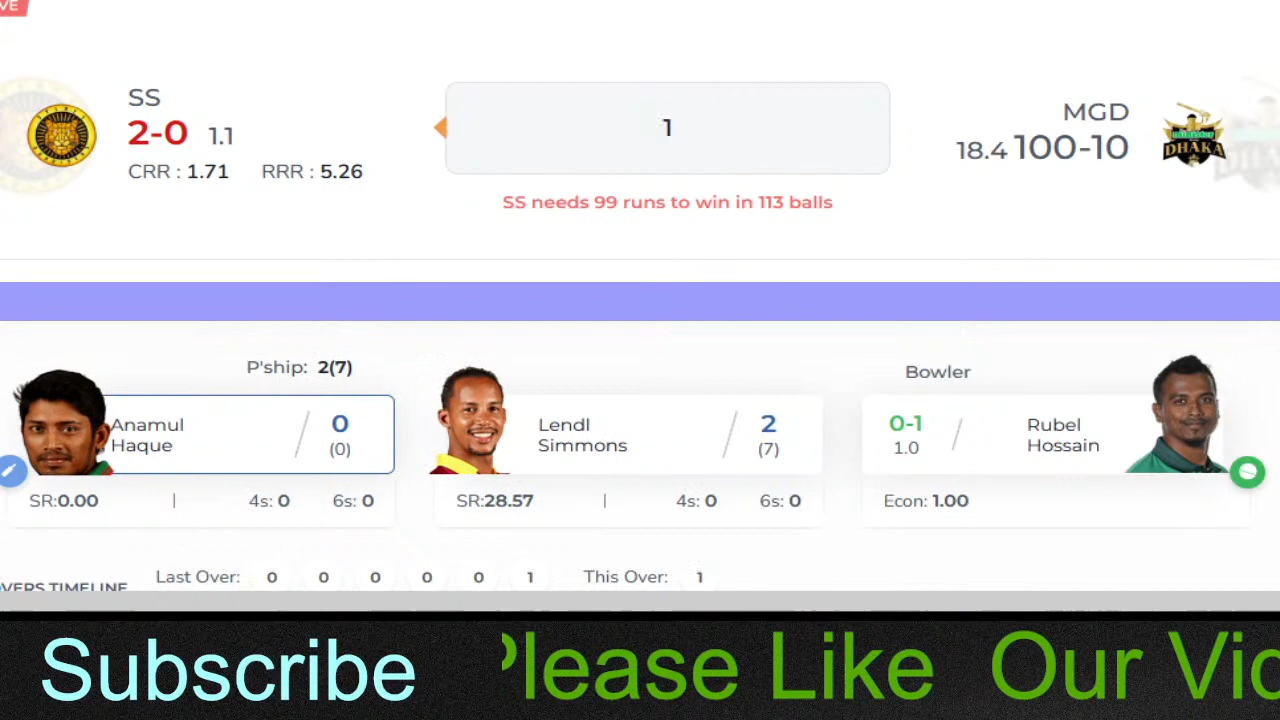 VE
SS
2-0 1.1
CRR : 1.71 RRR : 5.26
1
SS needs 99 runs to win in 113 balls
MGD
18.4 100-10
DHAKA
P'ship: 2(7)
Anamul
Haque
0
(0)
SR:0.00 | 4s: 0 6s: 0
Lendl
Simmons
2
(7)
SR:28.57 | 4s: 0 6s: 0
Bowler
0-1
1.0
Rubel
Hossain
Econ: 1.00
OVERS TIMELINE
Last Over: 0 0 0 0 0 1 This Over: 1
Subscribe
Please Like Our Vid